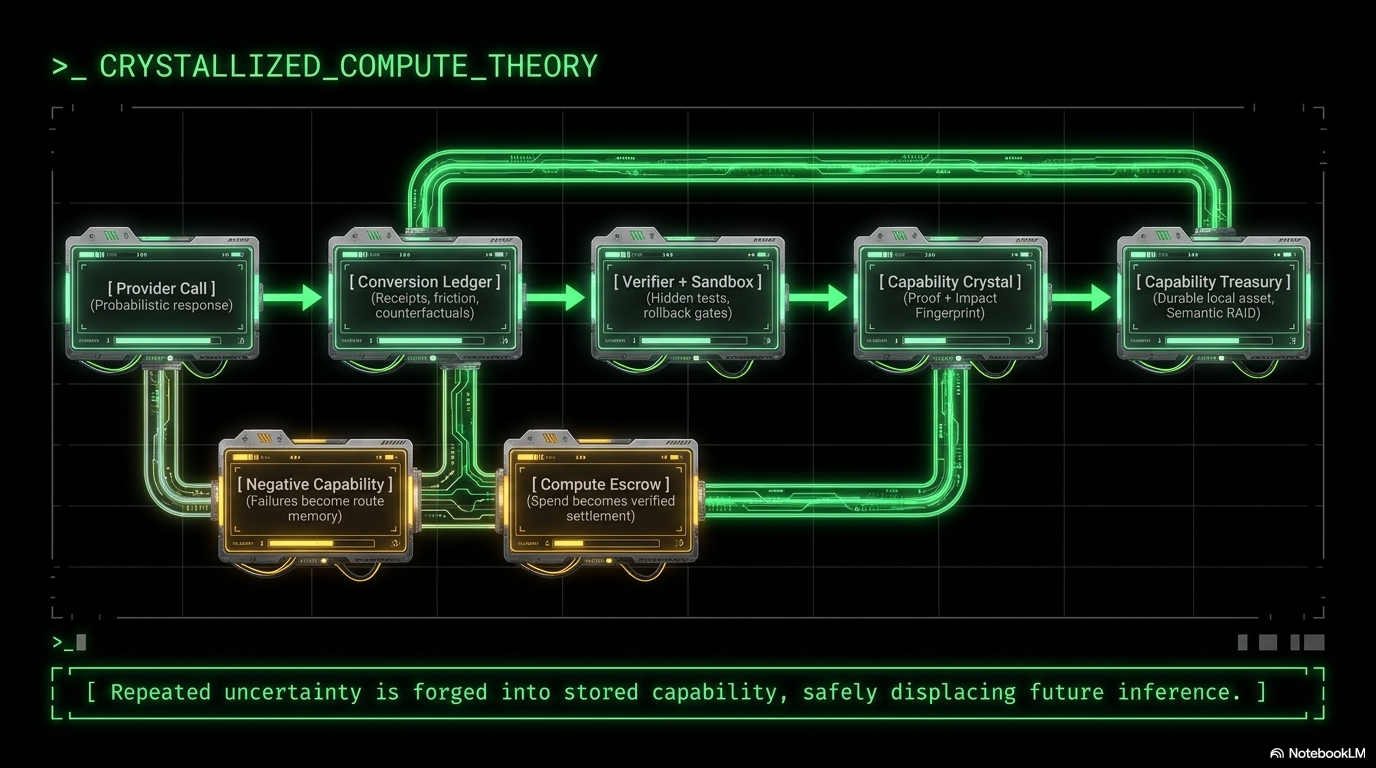 >_ CRYSTALLIZED_COMPUTE_THEORY
[ Provider Call ]
(Probabilistic response)
[ Conversion Ledger ]
(Receipts, friction,
counterfactuals)
[ Verifier + Sandbox ]
(Hidden tests,
rollback gates)
[ Capability Crystal ]
(Proof + Impact
Fingerprint)
[ Capability Treasury ]
(Durable local asset,
Semantic RAID)
[ Negative Capability ]
(Failures become route
memory)
[ Compute Escrow ]
(Spend becomes verified
settlement)
>_
[ Repeated uncertainty is forged into stored capability, safely displacing future inference. ]
NotebookLM